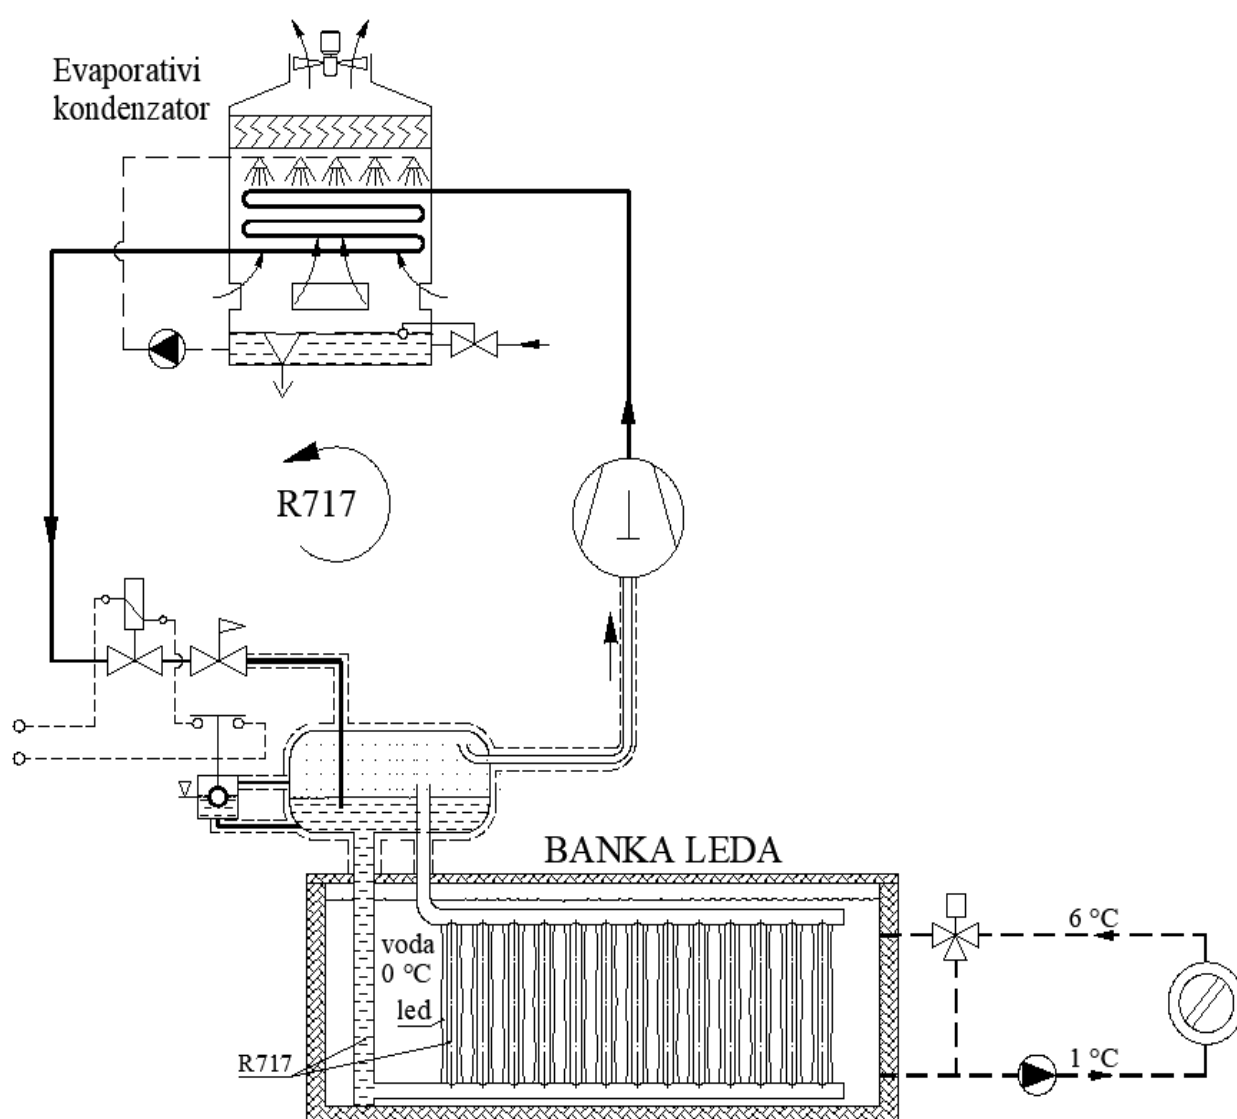 Evaporativi
kondenzator
R717
BANKA LEDA
6 °C
voda
0 °C
led
R717
1 °C